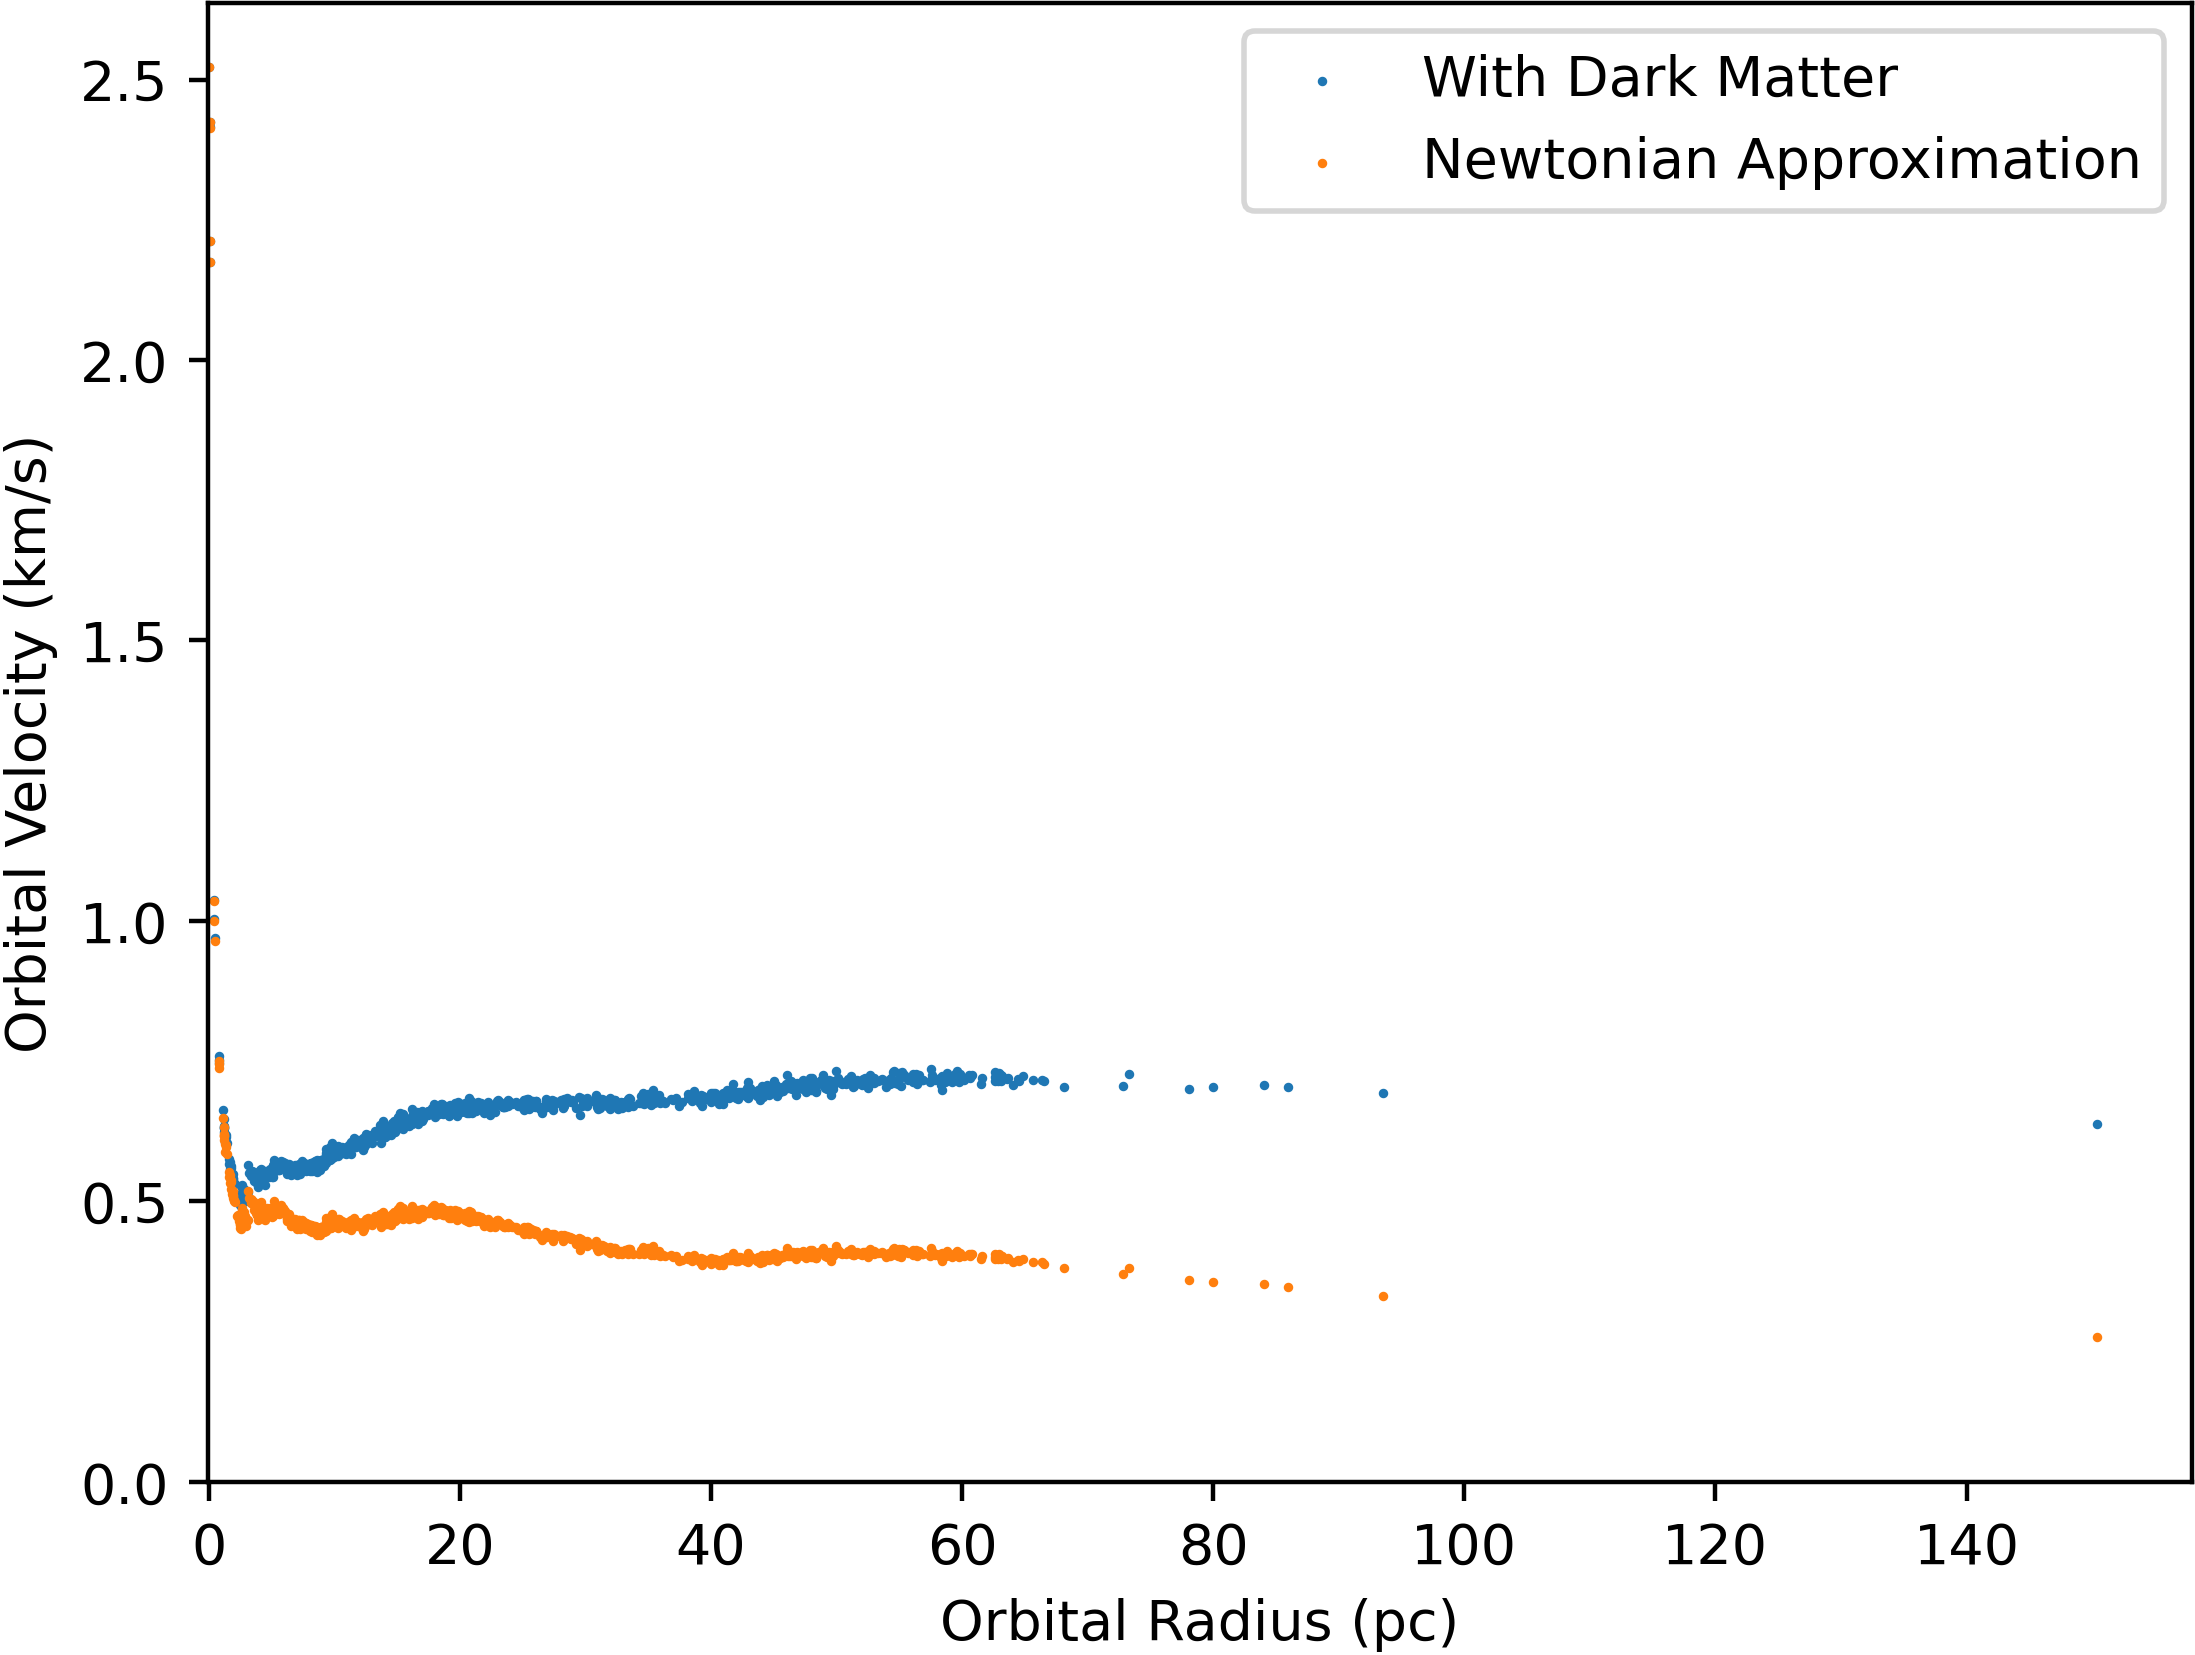 With Dark Matter
Newtonian Approximation
2.5
2.0
1.5
1.0
0.5
0.0
Orbital Velocity (km/s)
0 20 40 60 80 100 120 140
Orbital Radius (pc)